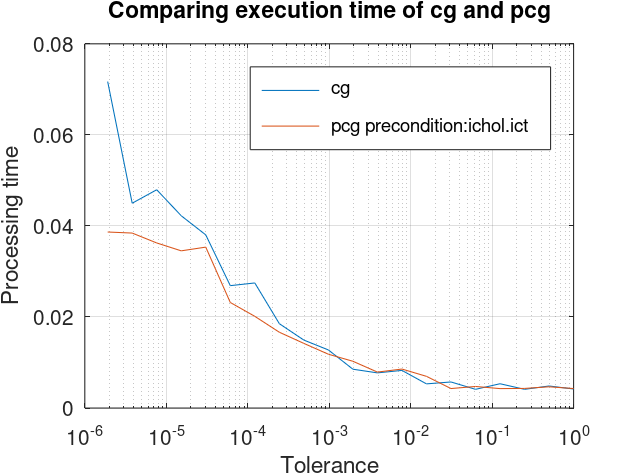 Comparing execution time of cg and pcg
0.08
0.06
0.04
0.02
0
Processing time
cg
pcg precondition:ichol.ict
10^-6 10^-5 10^-4 10^-3 10^-2 10^-1 10^0
Tolerance